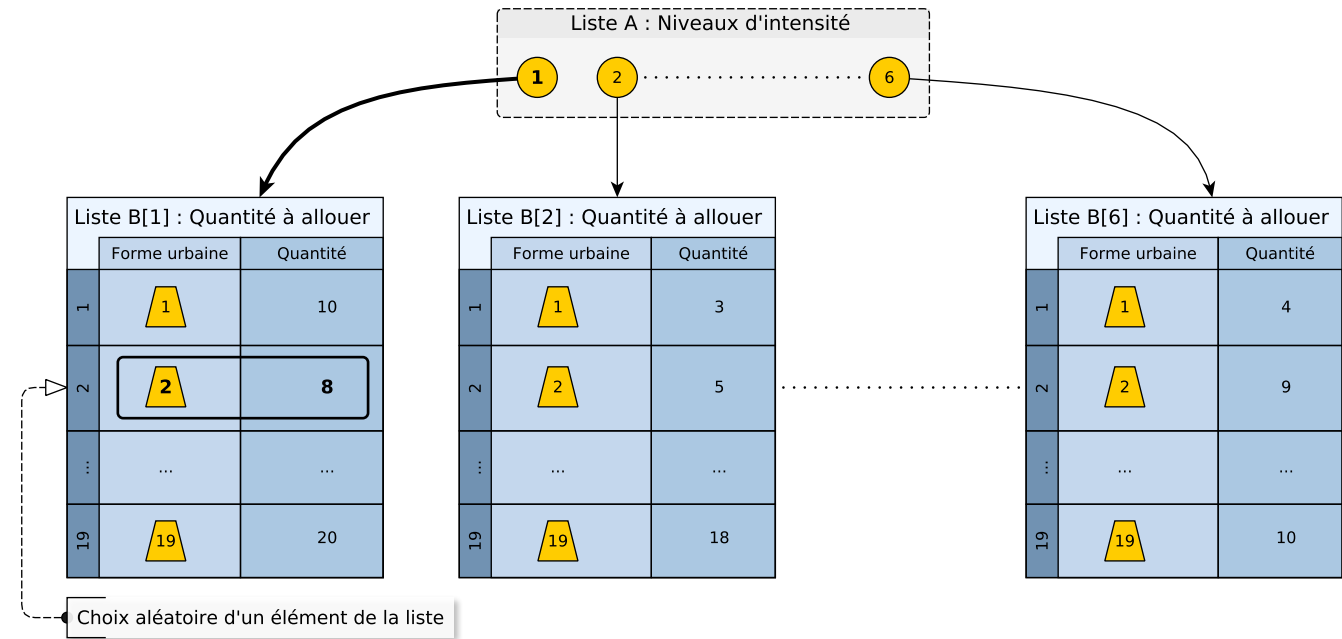 Liste A : Niveaux d'intensité
1 2 6
Liste B[1] : Quantité à allouer
Forme urbaine Quantité
1 1 10
2 2 8
... ... ...
19 19 20
Liste B[2] : Quantité à allouer
Forme urbaine Quantité
1 1 3
2 2 5
... ... ...
19 19 18
Liste B[6] : Quantité à allouer
Forme urbaine Quantité
1 1 4
2 2 9
... ... ...
19 19 10
Choix aléatoire d'un élément de la liste